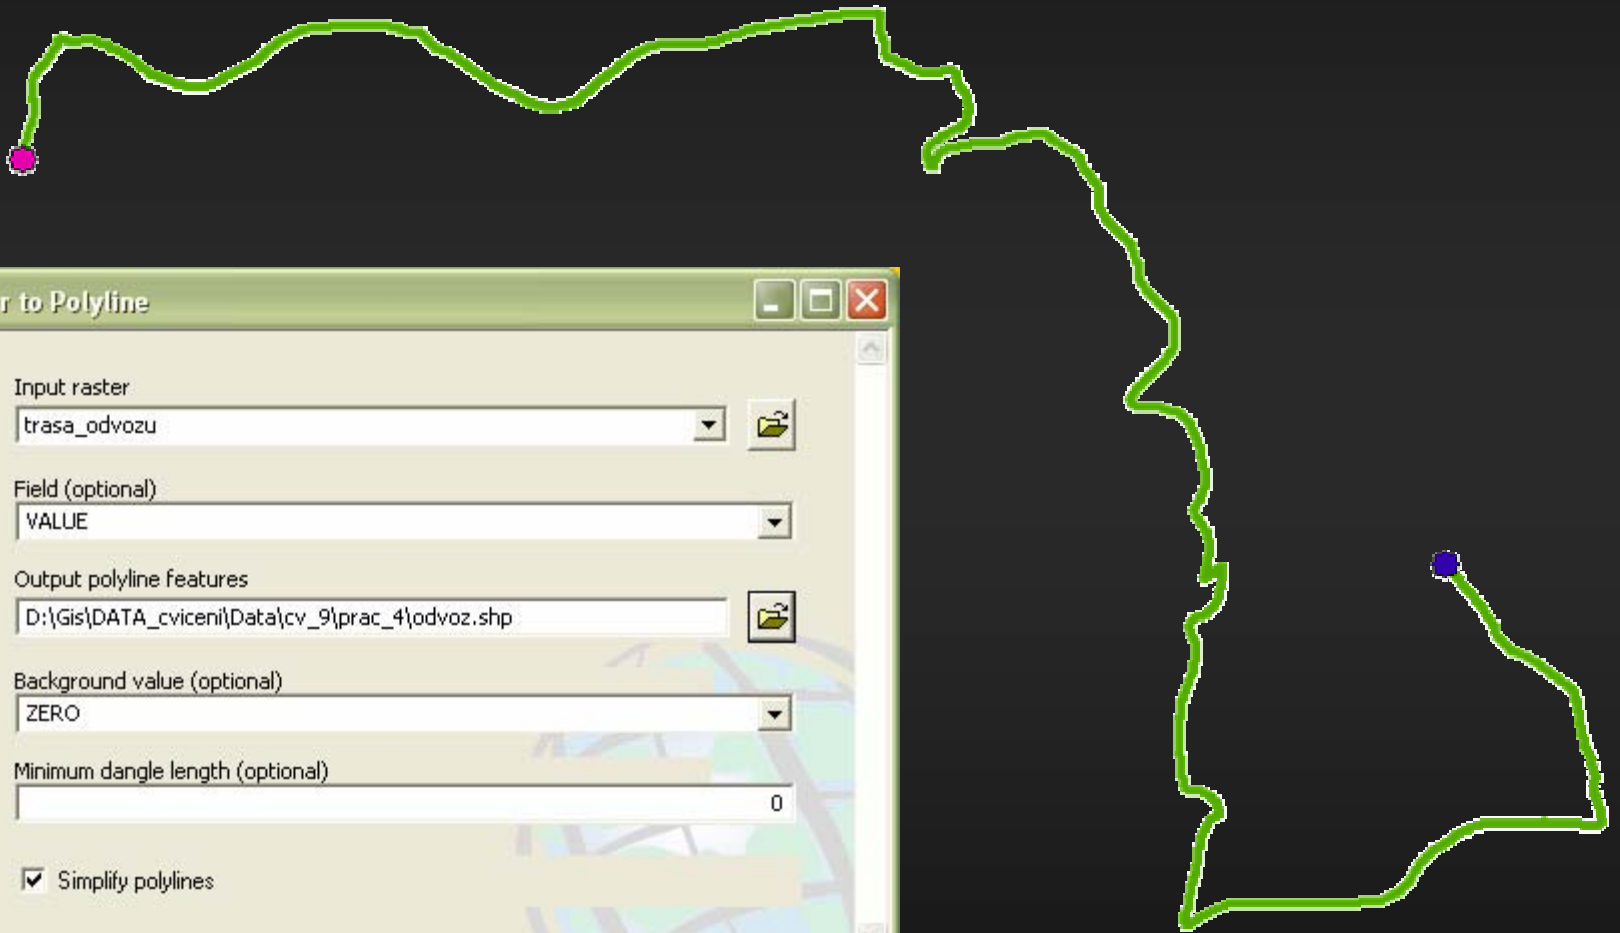 r to Polyline
Input raster
trasa_odvozu
Field (optional)
VALUE
Output polyline features
D:\Gis\DATA_cviceni\Data\cv_9\prac_4\odvoz.shp
Background value (optional)
ZERO
Minimum dangle length (optional)
0
Simplify polylines